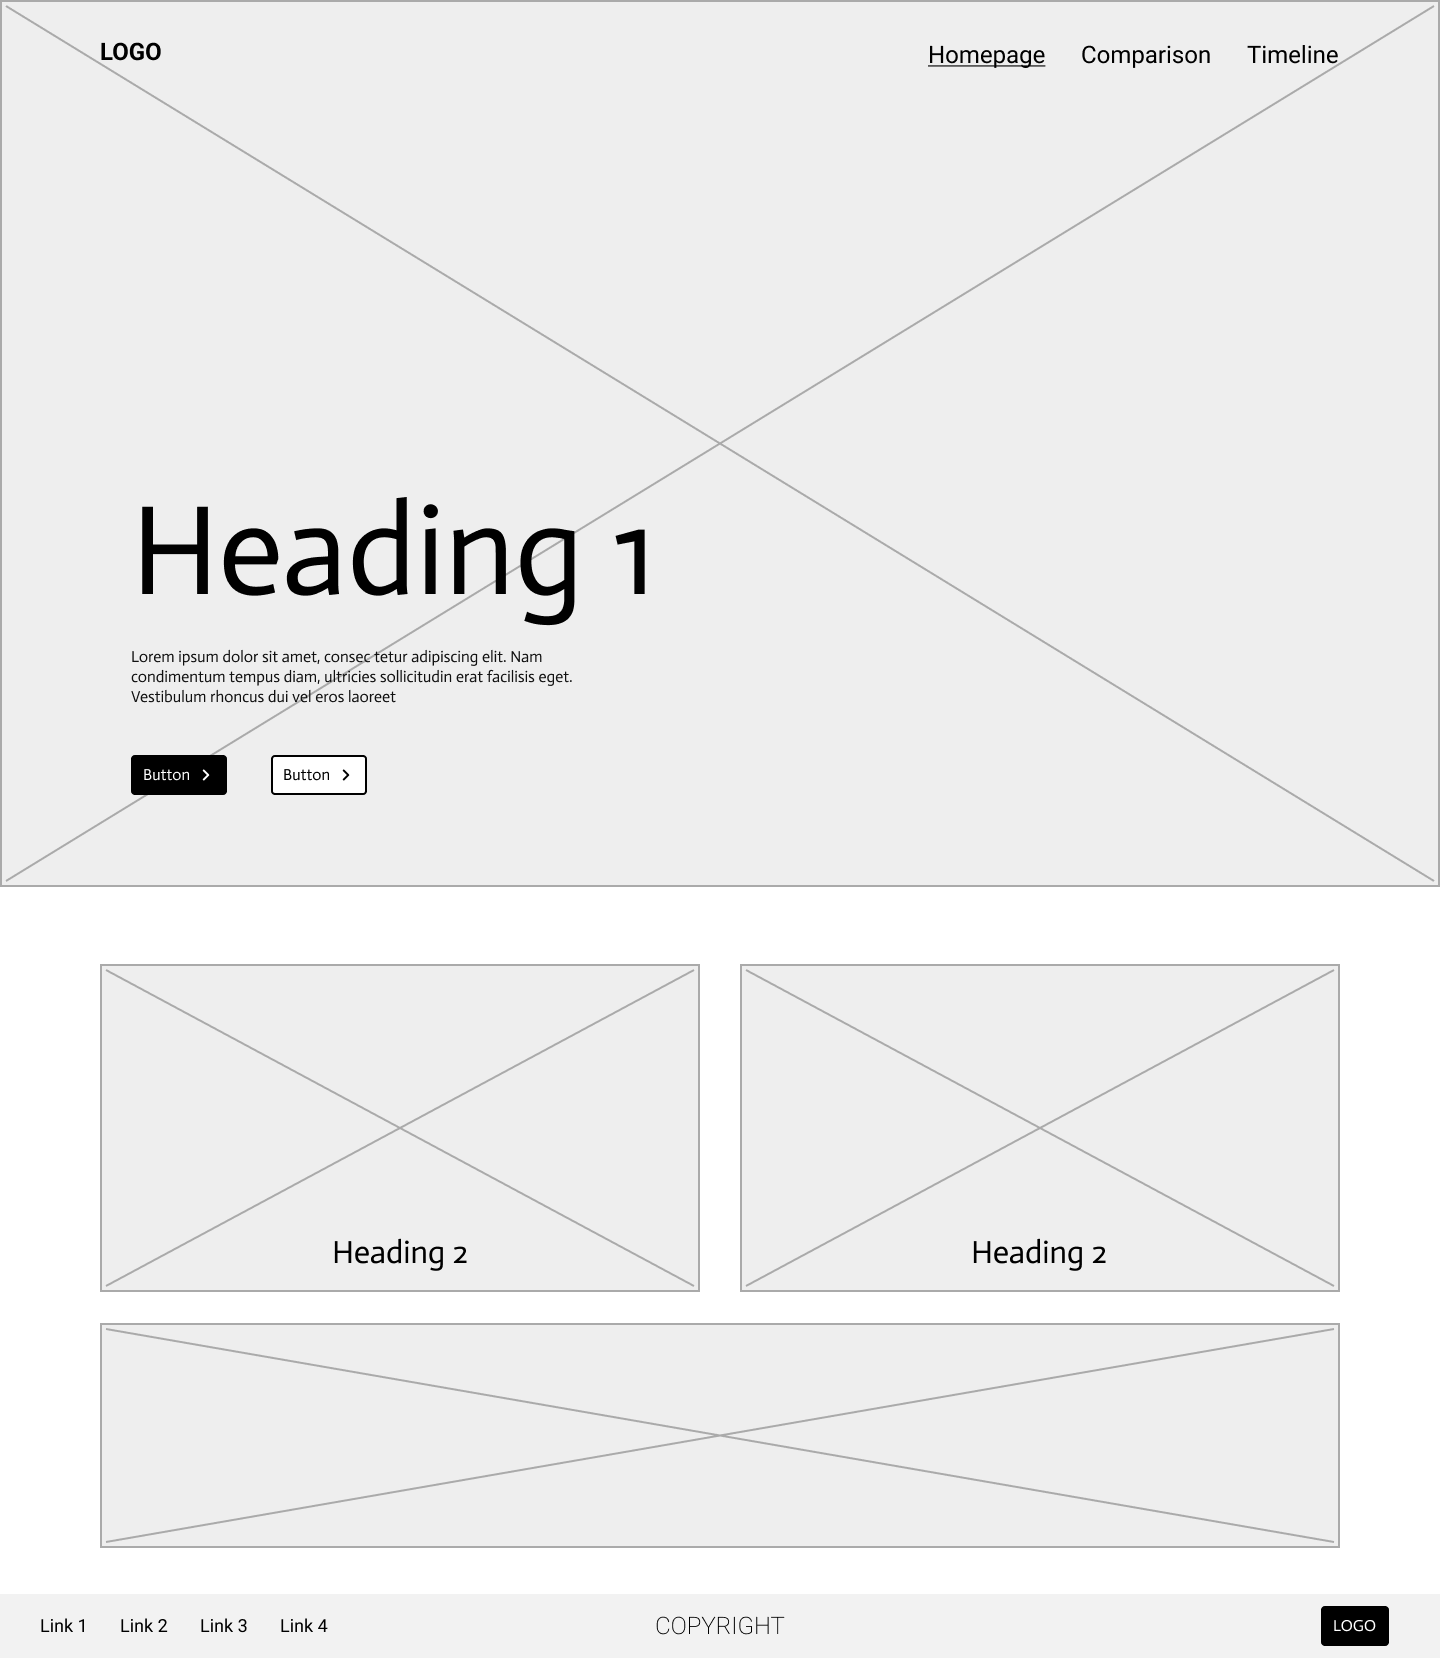 LOGO
Homepage Comparison Timeline
Heading 1
Lorem ipsum dolor sit amet, consec tetur adipiscing elit. Nam
condimentum tempus diam, ultricies sollicitudin erat facilisis eget.
Vestibulum rhoncus dui vel eros laoreet
Button Button
Heading 2 Heading 2
Link 1 Link 2 Link 3 Link 4 COPYRIGHT LOGO